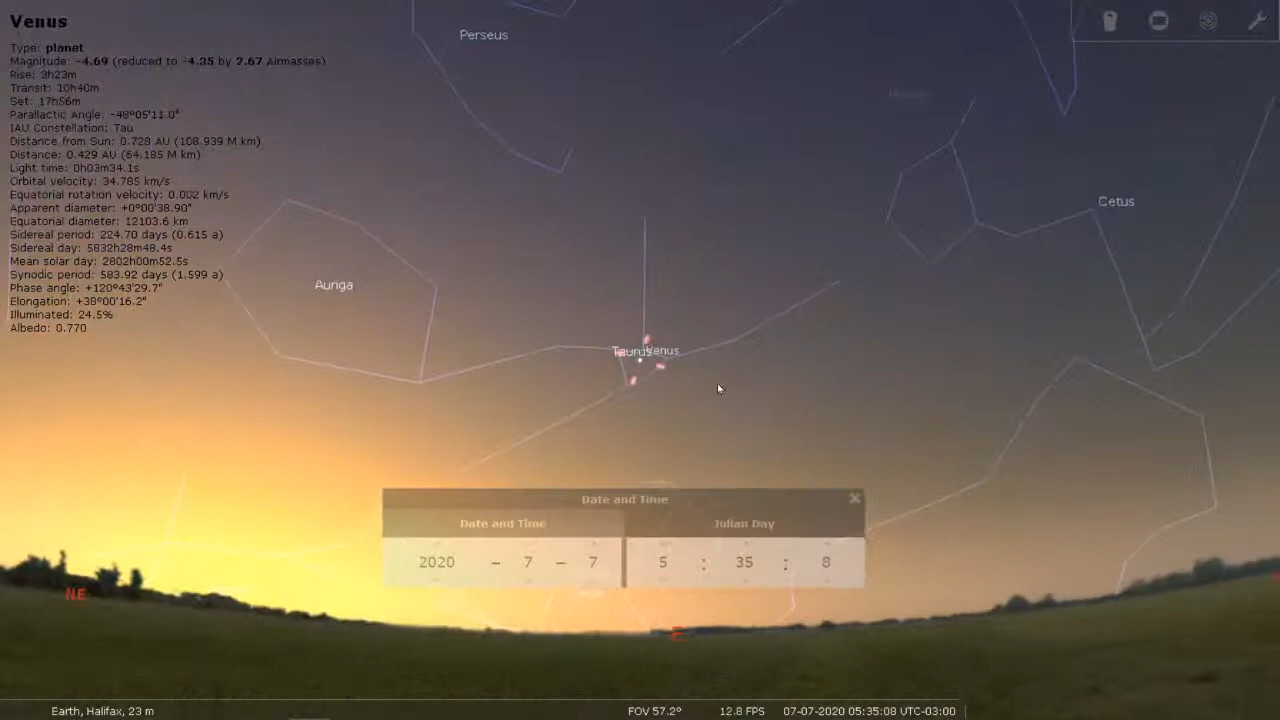 Venus
Type: planet
Magnitude: -4.69 (reduced to -4.35 by 2.67 Airmasses)
Rise: 3h23m
Transit: 10h40m
Set: 17h56m
Parallactic Angle: -48°05'11.0"
IAU Constellation: Tau
Distance from Sun: 0.728 AU (108.939 M km)
Distance: 0.429 AU (64.185 M km)
Light time: 0h03m34.1s
Orbital velocity: 34.785 km/s
Equatorial rotation velocity: 0.002 km/s
Apparent diameter: +0°00'38.90"
Equatorial diameter: 12103.6 km
Sidereal period: 224.70 days (0.615 a)
Sidereal day: 5832h28m48.4s
Mean solar day: 2802h00m52.5s
Synodic period: 583.92 days (1.599 a)
Phase angle: +120°43'29.7"
Elongation: +38°00'16.2"
Illuminated: 24.5%
Albedo: 0.770
Perseus
Cetus
Auriga
Taurus
Venus
Date and Time
Date and Time Julian Day
2020 - 7 - 7 5 : 35 : 8
NE
E
Earth, Halifax, 23 m FOV 57.2° 12.8 FPS 07-07-2020 05:35:08 UTC-03:00